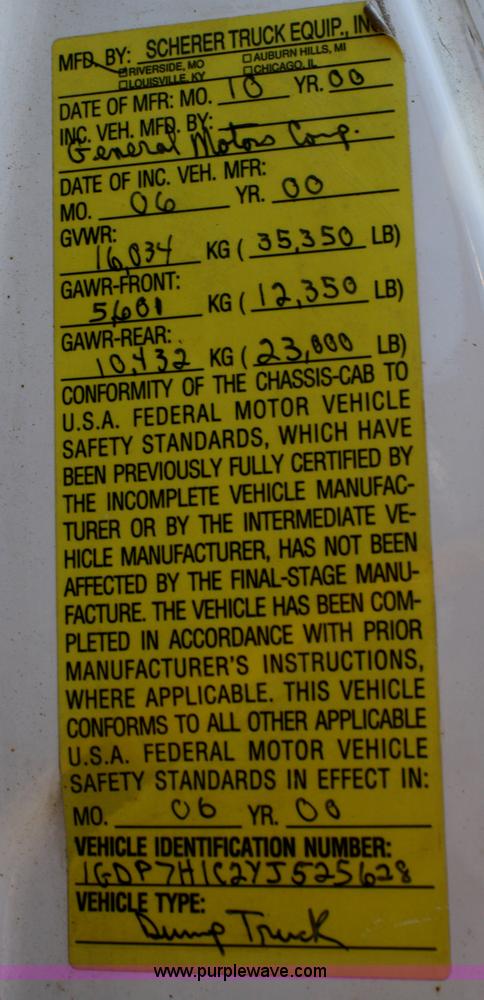 MFD. BY: SCHERER TRUCK EQUIP., INC
☑ RIVERSIDE, MO ☐ AUBURN HILLS, MI
☐ LOUISVILLE, KY ☐ CHICAGO, IL
DATE OF MFR: MO. 10 YR. 00
INC. VEH. MFD. BY:
General Motors Corp.
DATE OF INC. VEH. MFR:
MO. 06 YR. 00
GVWR:
16,034 KG ( 35,350 LB)
GAWR-FRONT:
5,601 KG ( 12,350 LB)
GAWR-REAR:
10,432 KG ( 23,000 LB)
CONFORMITY OF THE CHASSIS-CAB TO
U.S.A. FEDERAL MOTOR VEHICLE
SAFETY STANDARDS, WHICH HAVE
BEEN PREVIOUSLY FULLY CERTIFIED BY
THE INCOMPLETE VEHICLE MANUFAC-
TURER OR BY THE INTERMEDIATE VE-
HICLE MANUFACTURER, HAS NOT BEEN
AFFECTED BY THE FINAL-STAGE MANU-
FACTURE. THE VEHICLE HAS BEEN COM-
PLETED IN ACCORDANCE WITH PRIOR
MANUFACTURER'S INSTRUCTIONS,
WHERE APPLICABLE. THIS VEHICLE
CONFORMS TO ALL OTHER APPLICABLE
U.S.A. FEDERAL MOTOR VEHICLE
SAFETY STANDARDS IN EFFECT IN:
MO. 06 YR. 00
VEHICLE IDENTIFICATION NUMBER:
1GDP7H1C2YJ525628
VEHICLE TYPE:
Dump Truck
www.purplewave.com